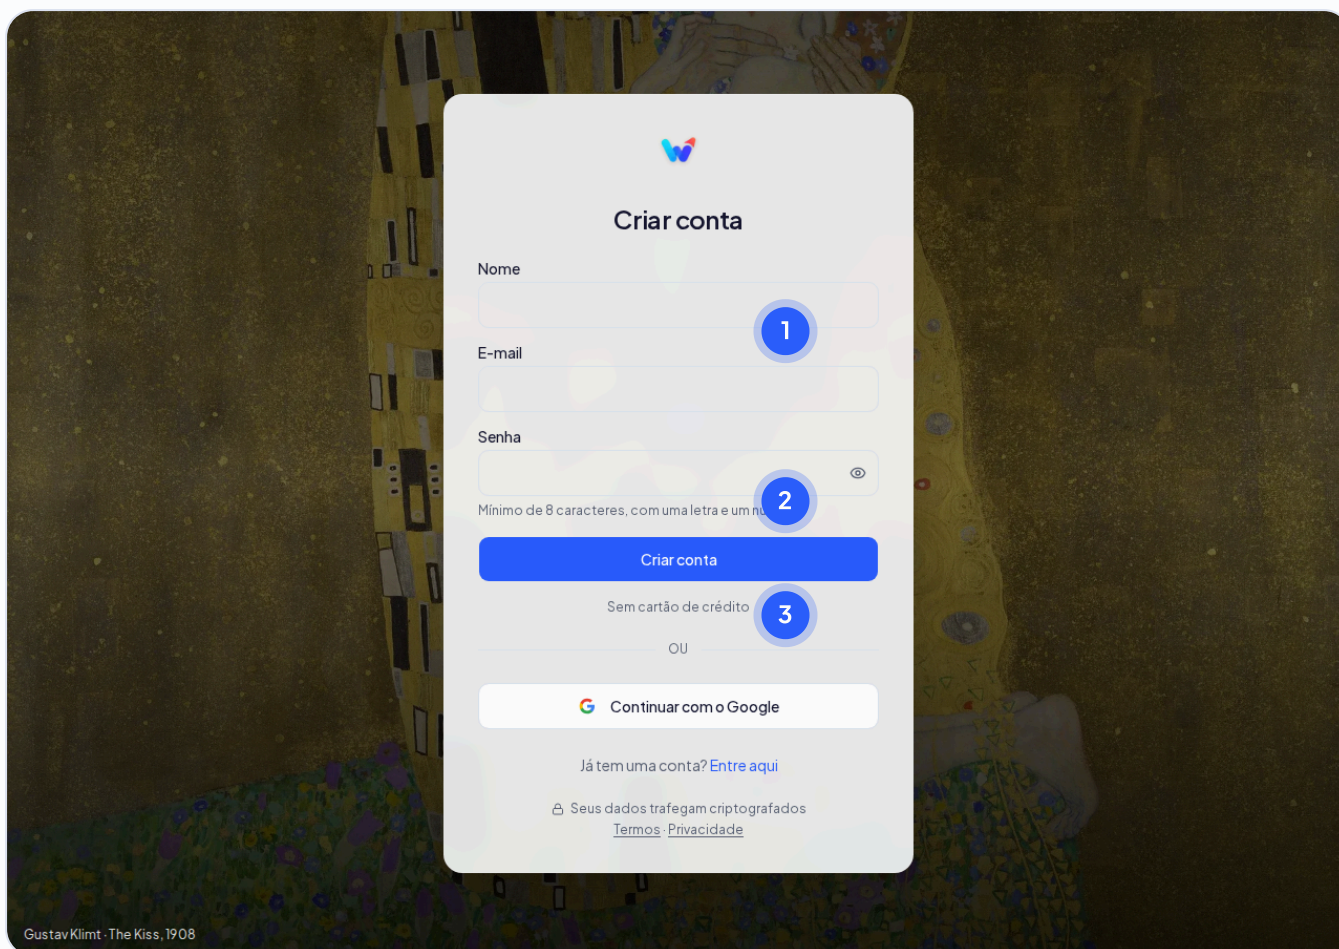 Criar conta
Nome
1
E-mail
Senha
Mínimo de 8 caracteres, com uma letra e um
2
Criar conta
Sem cartão de crédito
3
OU
Continuar com o Google
Já tem uma conta? Entre aqui
Seus dados trafegam criptografados
Termos · Privacidade
Gustav Klimt · The Kiss, 1908